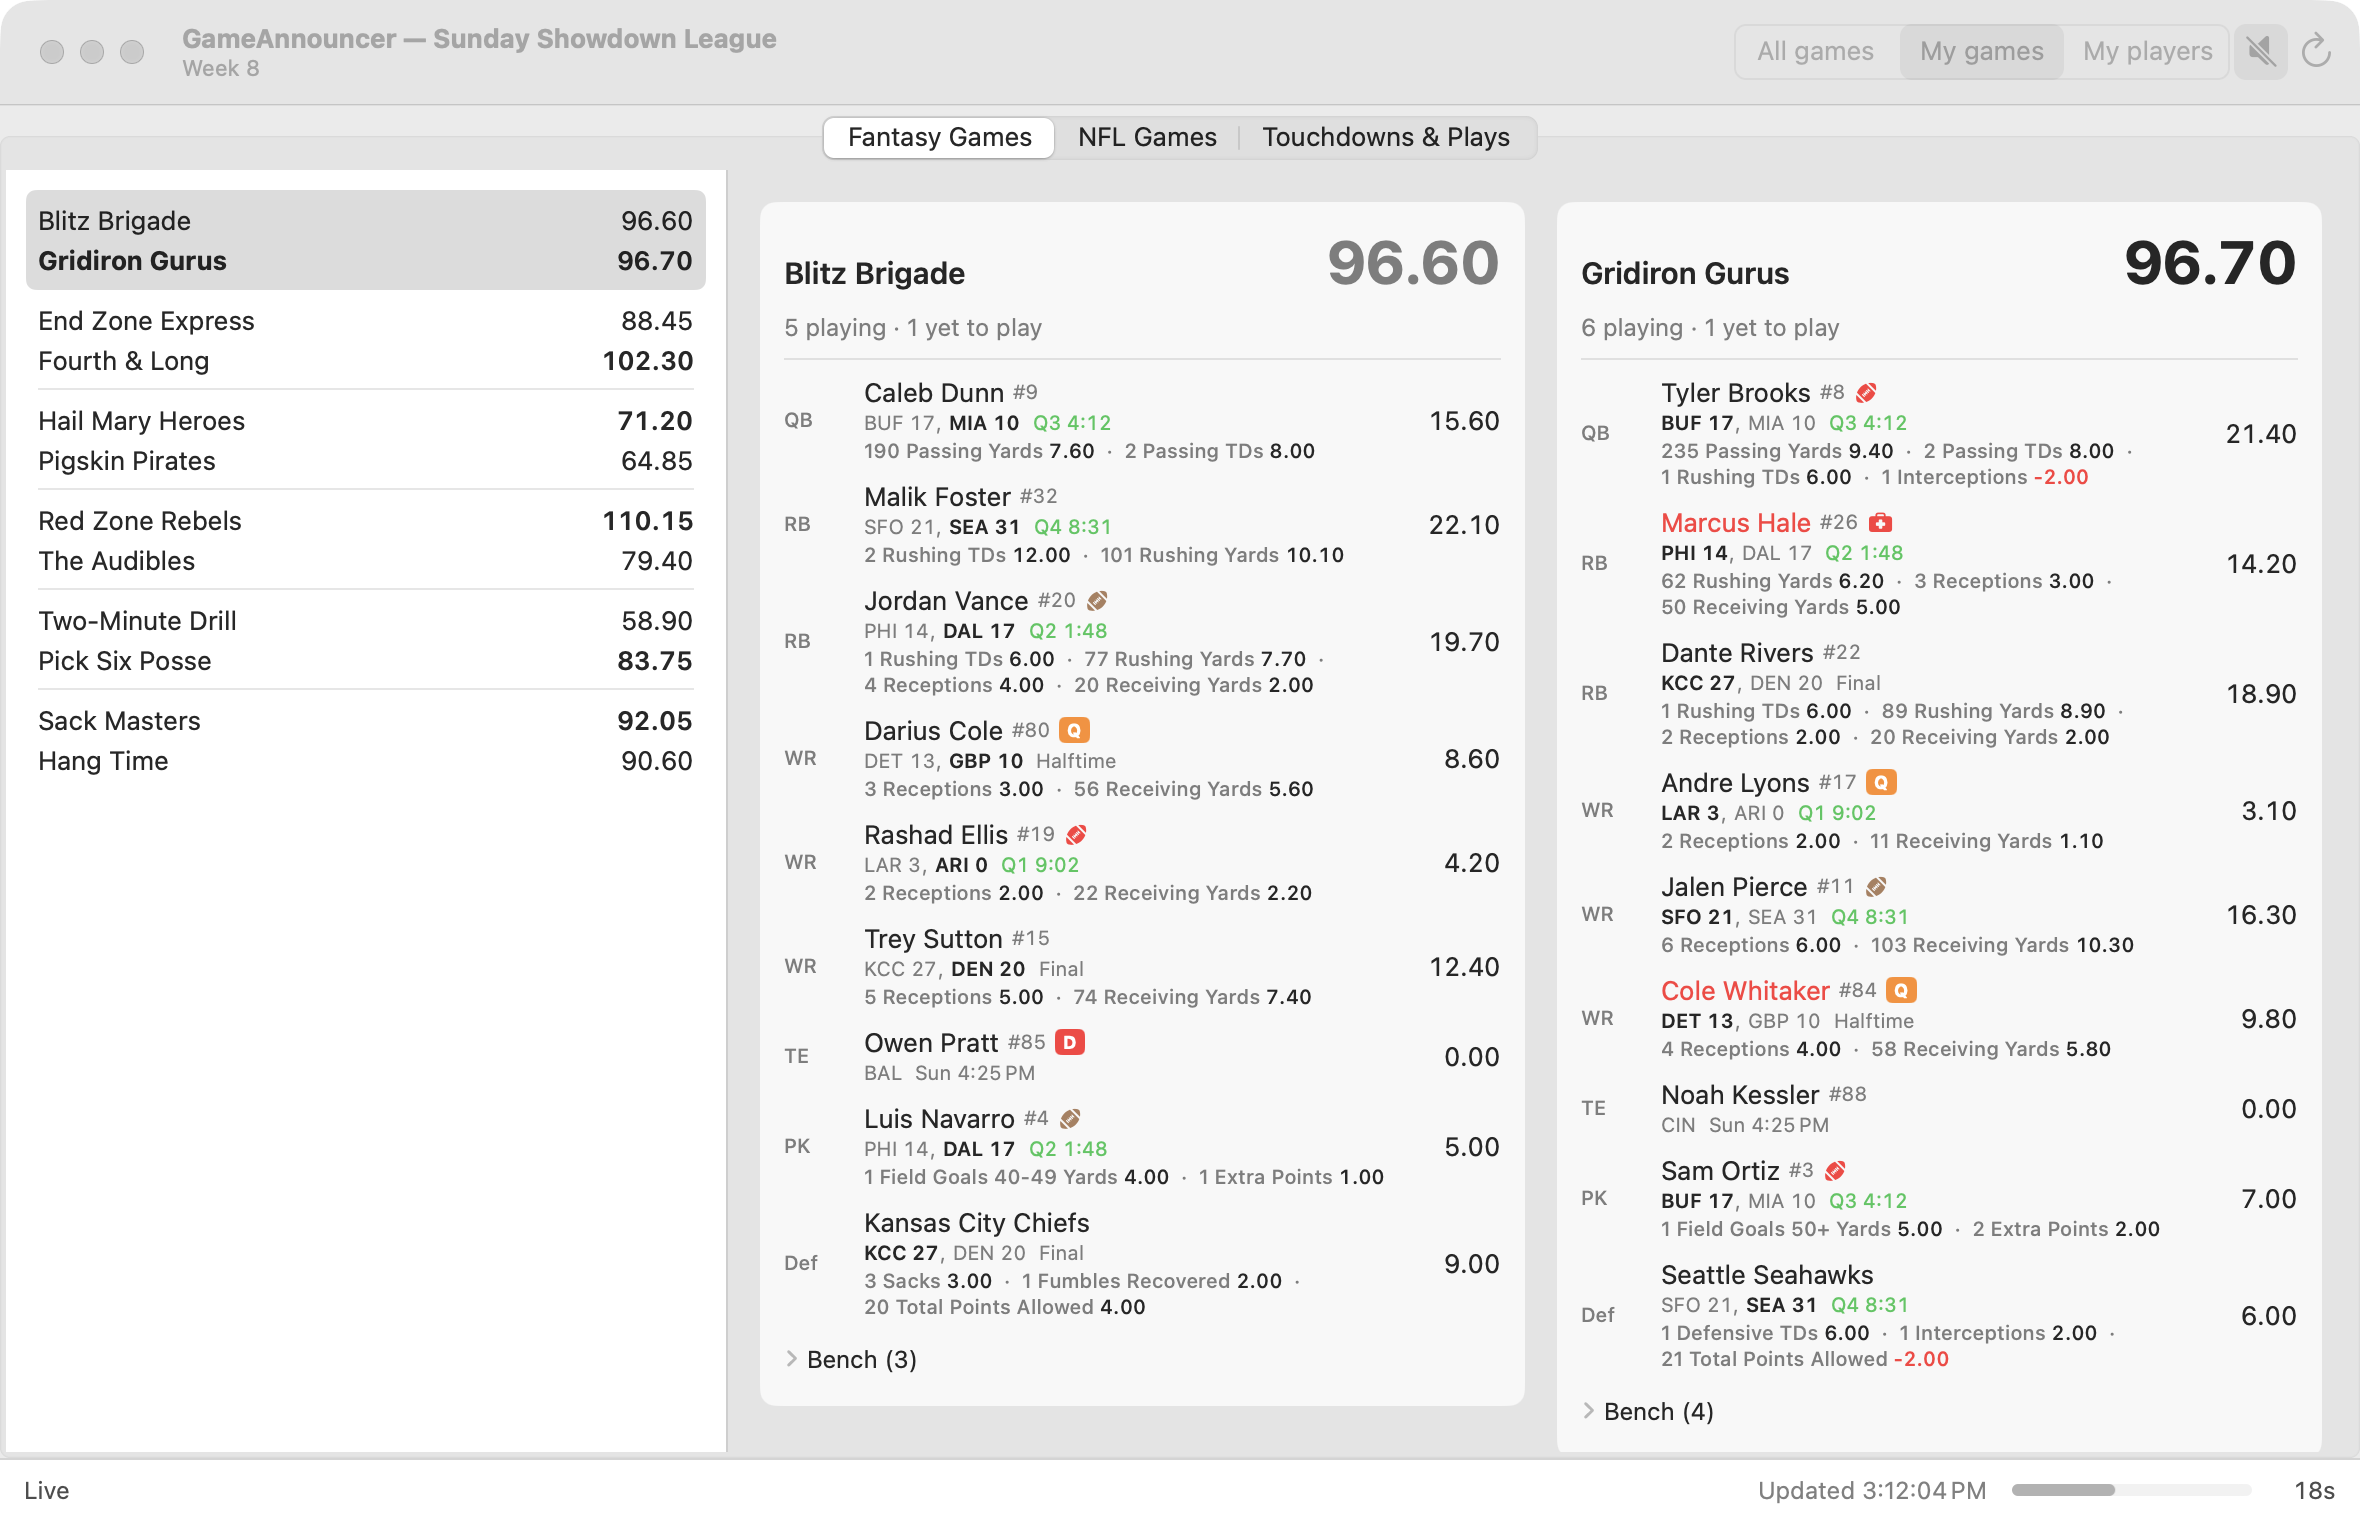 GameAnnouncer — Sunday Showdown League
Week 8
All games My games My players
Fantasy Games NFL Games Touchdowns & Plays
Blitz Brigade 96.60
Gridiron Gurus 96.70
End Zone Express 88.45
Fourth & Long 102.30
Hail Mary Heroes 71.20
Pigskin Pirates 64.85
Red Zone Rebels 110.15
The Audibles 79.40
Two-Minute Drill 58.90
Pick Six Posse 83.75
Sack Masters 92.05
Hang Time 90.60
Blitz Brigade 96.60
5 playing · 1 yet to play
QB Caleb Dunn #9 15.60
BUF 17, MIA 10 Q3 4:12
190 Passing Yards 7.60 · 2 Passing TDs 8.00
RB Malik Foster #32 22.10
SFO 21, SEA 31 Q4 8:31
2 Rushing TDs 12.00 · 101 Rushing Yards 10.10
RB Jordan Vance #20 19.70
PHI 14, DAL 17 Q2 1:48
1 Rushing TDs 6.00 · 77 Rushing Yards 7.70 ·
4 Receptions 4.00 · 20 Receiving Yards 2.00
WR Darius Cole #80 Q 8.60
DET 13, GBP 10 Halftime
3 Receptions 3.00 · 56 Receiving Yards 5.60
WR Rashad Ellis #19 4.20
LAR 3, ARI 0 Q1 9:02
2 Receptions 2.00 · 22 Receiving Yards 2.20
WR Trey Sutton #15 12.40
KCC 27, DEN 20 Final
5 Receptions 5.00 · 74 Receiving Yards 7.40
TE Owen Pratt #85 D 0.00
BAL Sun 4:25 PM
PK Luis Navarro #4 5.00
PHI 14, DAL 17 Q2 1:48
1 Field Goals 40-49 Yards 4.00 · 1 Extra Points 1.00
Def Kansas City Chiefs 9.00
KCC 27, DEN 20 Final
3 Sacks 3.00 · 1 Fumbles Recovered 2.00 ·
20 Total Points Allowed 4.00
Bench (3)
Gridiron Gurus 96.70
6 playing · 1 yet to play
QB Tyler Brooks #8 21.40
BUF 17, MIA 10 Q3 4:12
235 Passing Yards 9.40 · 2 Passing TDs 8.00 ·
1 Rushing TDs 6.00 · 1 Interceptions -2.00
RB Marcus Hale #26 14.20
PHI 14, DAL 17 Q2 1:48
62 Rushing Yards 6.20 · 3 Receptions 3.00 ·
50 Receiving Yards 5.00
RB Dante Rivers #22 18.90
KCC 27, DEN 20 Final
1 Rushing TDs 6.00 · 89 Rushing Yards 8.90 ·
2 Receptions 2.00 · 20 Receiving Yards 2.00
WR Andre Lyons #17 Q 3.10
LAR 3, ARI 0 Q1 9:02
2 Receptions 2.00 · 11 Receiving Yards 1.10
WR Jalen Pierce #11 16.30
SFO 21, SEA 31 Q4 8:31
6 Receptions 6.00 · 103 Receiving Yards 10.30
WR Cole Whitaker #84 Q 9.80
DET 13, GBP 10 Halftime
4 Receptions 4.00 · 58 Receiving Yards 5.80
TE Noah Kessler #88 0.00
CIN Sun 4:25 PM
PK Sam Ortiz #3 7.00
BUF 17, MIA 10 Q3 4:12
1 Field Goals 50+ Yards 5.00 · 2 Extra Points 2.00
Def Seattle Seahawks 6.00
SFO 21, SEA 31 Q4 8:31
1 Defensive TDs 6.00 · 1 Interceptions 2.00 ·
21 Total Points Allowed -2.00
Bench (4)
Live Updated 3:12:04 PM 18s